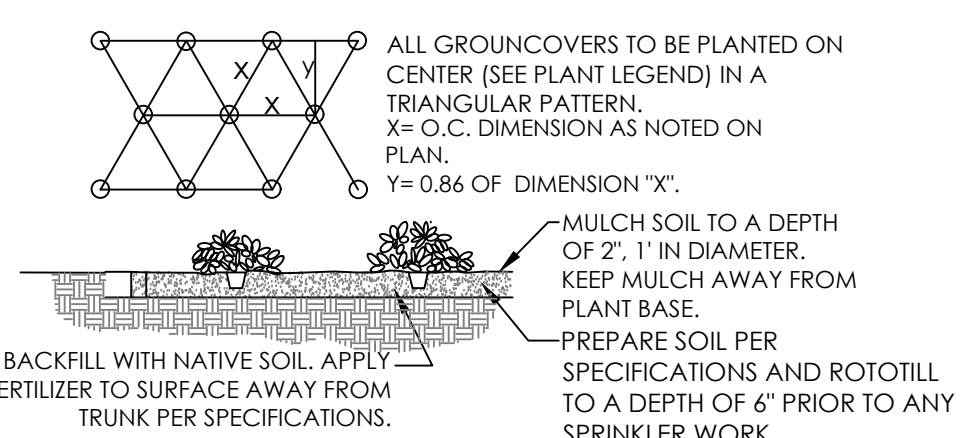 X
y
X
ALL GROUNCOVERS TO BE PLANTED ON
CENTER (SEE PLANT LEGEND) IN A
TRIANGULAR PATTERN.
X= O.C. DIMENSION AS NOTED ON
PLAN.
Y= 0.86 OF DIMENSION "X".
MULCH SOIL TO A DEPTH
OF 2", 1' IN DIAMETER.
KEEP MULCH AWAY FROM
PLANT BASE.
PREPARE SOIL PER
SPECIFICATIONS AND ROTOTILL
TO A DEPTH OF 6" PRIOR TO ANY
SPRINKLER WORK
BACKFILL WITH NATIVE SOIL. APPLY
ERTILIZER TO SURFACE AWAY FROM
TRUNK PER SPECIFICATIONS.